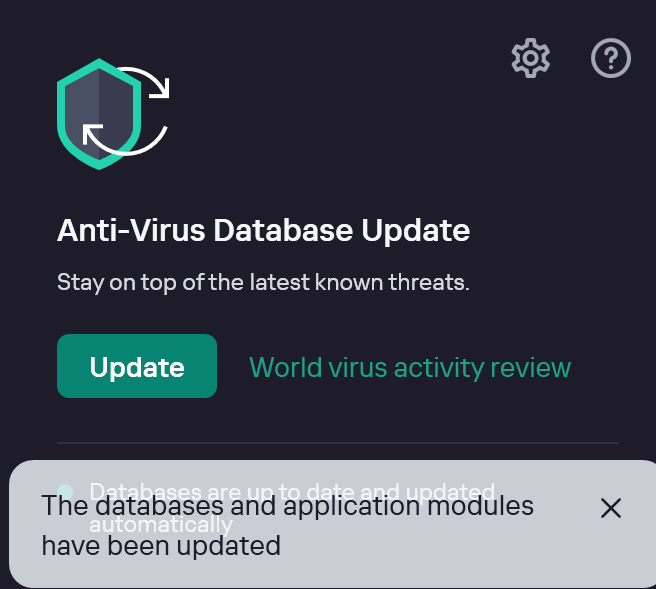 Anti-Virus Database Update
Stay on top of the latest known threats.
Update
World virus activity review
Databases are up to date and updated
automatically
The databases and application modules
have been updated